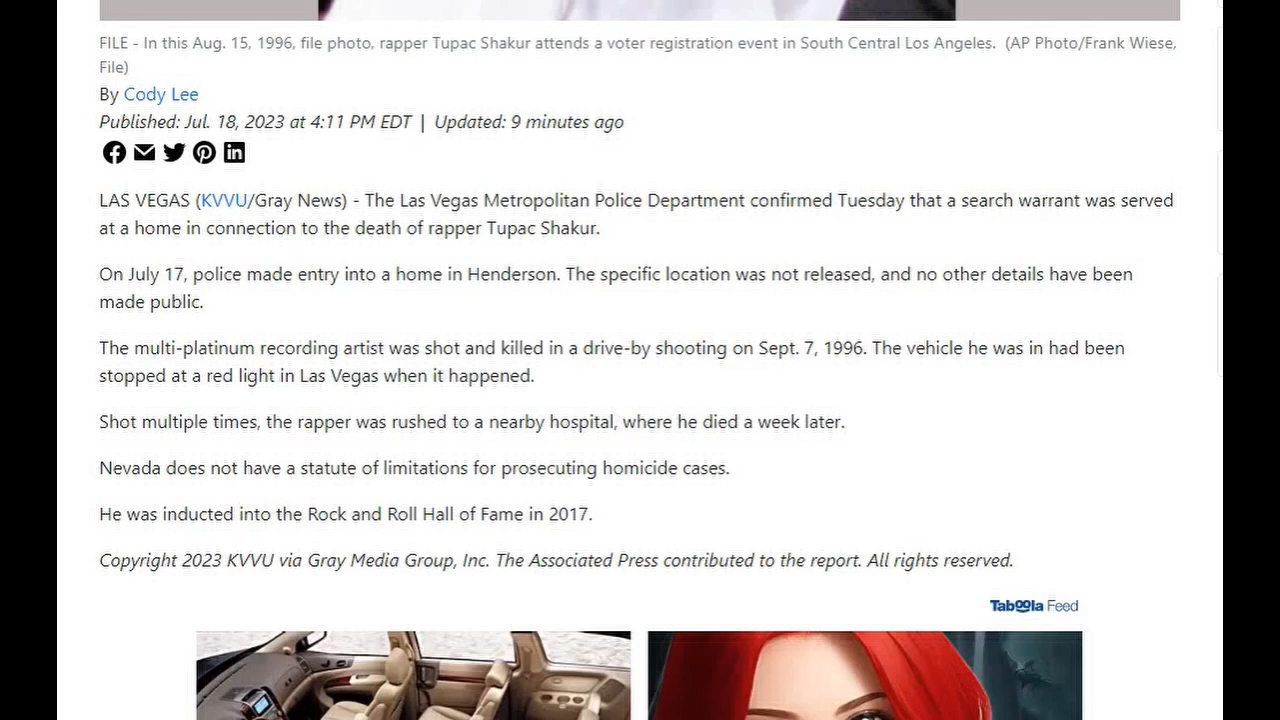 FILE - In this Aug. 15, 1996, file photo, rapper Tupac Shakur attends a voter registration event in South Central Los Angeles.  (AP Photo/Frank Wiese,
File)
By Cody Lee
Published: Jul. 18, 2023 at 4:11 PM EDT | Updated: 9 minutes ago
LAS VEGAS (KVVU/Gray News) - The Las Vegas Metropolitan Police Department confirmed Tuesday that a search warrant was served
at a home in connection to the death of rapper Tupac Shakur.
On July 17, police made entry into a home in Henderson. The specific location was not released, and no other details have been
made public.
The multi-platinum recording artist was shot and killed in a drive-by shooting on Sept. 7, 1996. The vehicle he was in had been
stopped at a red light in Las Vegas when it happened.
Shot multiple times, the rapper was rushed to a nearby hospital, where he died a week later.
Nevada does not have a statute of limitations for prosecuting homicide cases.
He was inducted into the Rock and Roll Hall of Fame in 2017.
Copyright 2023 KVVU via Gray Media Group, Inc. The Associated Press contributed to the report. All rights reserved.
Taboola Feed